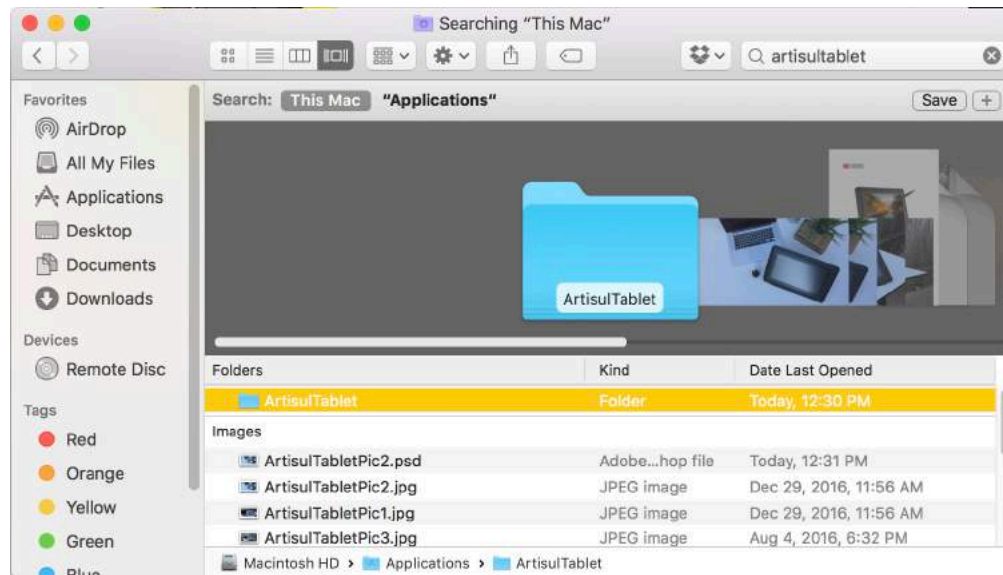 Searching “This Mac”
artisultablet
Favorites
AirDrop
All My Files
Applications
Desktop
Documents
Downloads
Devices
Remote Disc
Tags
Red
Orange
Yellow
Green
Blue
Search: This Mac “Applications” Save +
ArtisulTablet
Folders Kind Date Last Opened
ArtisulTablet Folder Today, 12:30 PM
Images
ArtisulTabletPic2.psd Adobe...hop file Today, 12:31 PM
ArtisulTabletPic2.jpg JPEG image Dec 29, 2016, 11:56 AM
ArtisulTabletPic1.jpg JPEG image Dec 29, 2016, 11:56 AM
ArtisulTabletPic3.jpg JPEG image Aug 4, 2016, 6:32 PM
Macintosh HD › Applications › ArtisulTablet